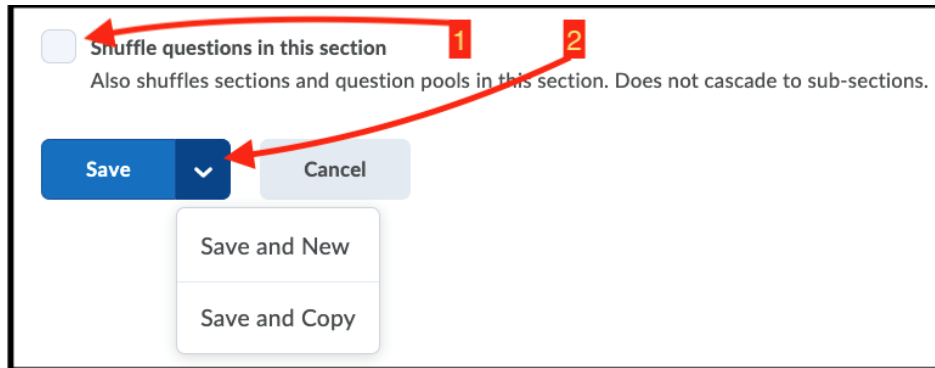 1 2
Shuffle questions in this section
Also shuffles sections and question pools in this section. Does not cascade to sub-sections.
Save Cancel
Save and New
Save and Copy